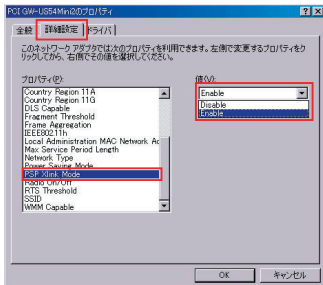 PCI GW-US54Mini2のプロパティ
全般 詳細設定 ドライバ
このネットワーク アダプタでは次のプロパティを利用できます。左側で変更するプロパティをク
リックしてから、右側でその値を選択してください。
プロパティ(P):
値(V):
Country Region 11A
Country Region 11G
DLS Capable
Fragment Threshold
Frame Aggregation
IEEE802.11h
Local Administration MAC Network Ac
Max Service Period Length
Network Type
Power Saving Mode
PSP Xlink Mode
Radio On/Off
RTS Threshold
SSID
WMM Capable
Enable
Disable
Enable
OK キャンセル